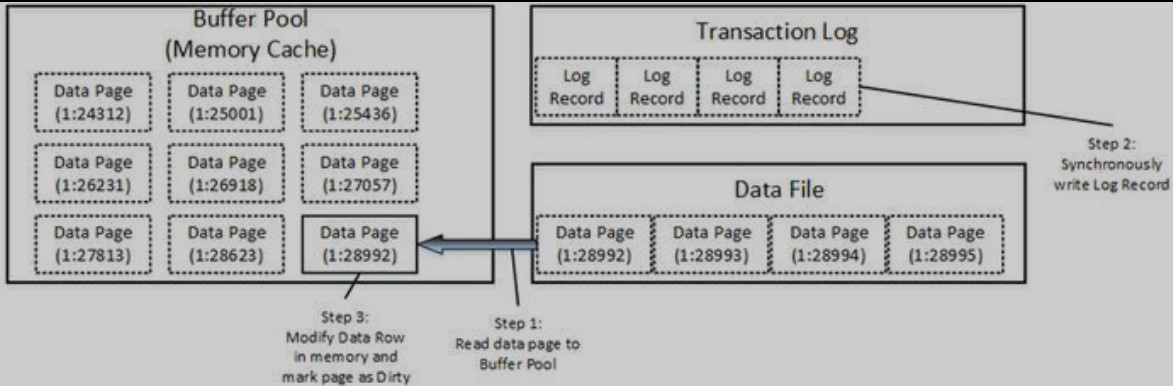 Buffer Pool
(Memory Cache)
Data Page
(1:24312)
Data Page
(1:25001)
Data Page
(1:25436)
Data Page
(1:26231)
Data Page
(1:26918)
Data Page
(1:27057)
Data Page
(1:27813)
Data Page
(1:28623)
Data Page
(1:28992)
Transaction Log
Log
Record
Log
Record
Log
Record
Log
Record
Step 2:
Synchronously
write Log Record
Data File
Data Page
(1:28992)
Data Page
(1:28993)
Data Page
(1:28994)
Data Page
(1:28995)
Step 3:
Modify Data Row
in memory and
mark page as Dirty
Step 1:
Read data page to
Buffer Pool